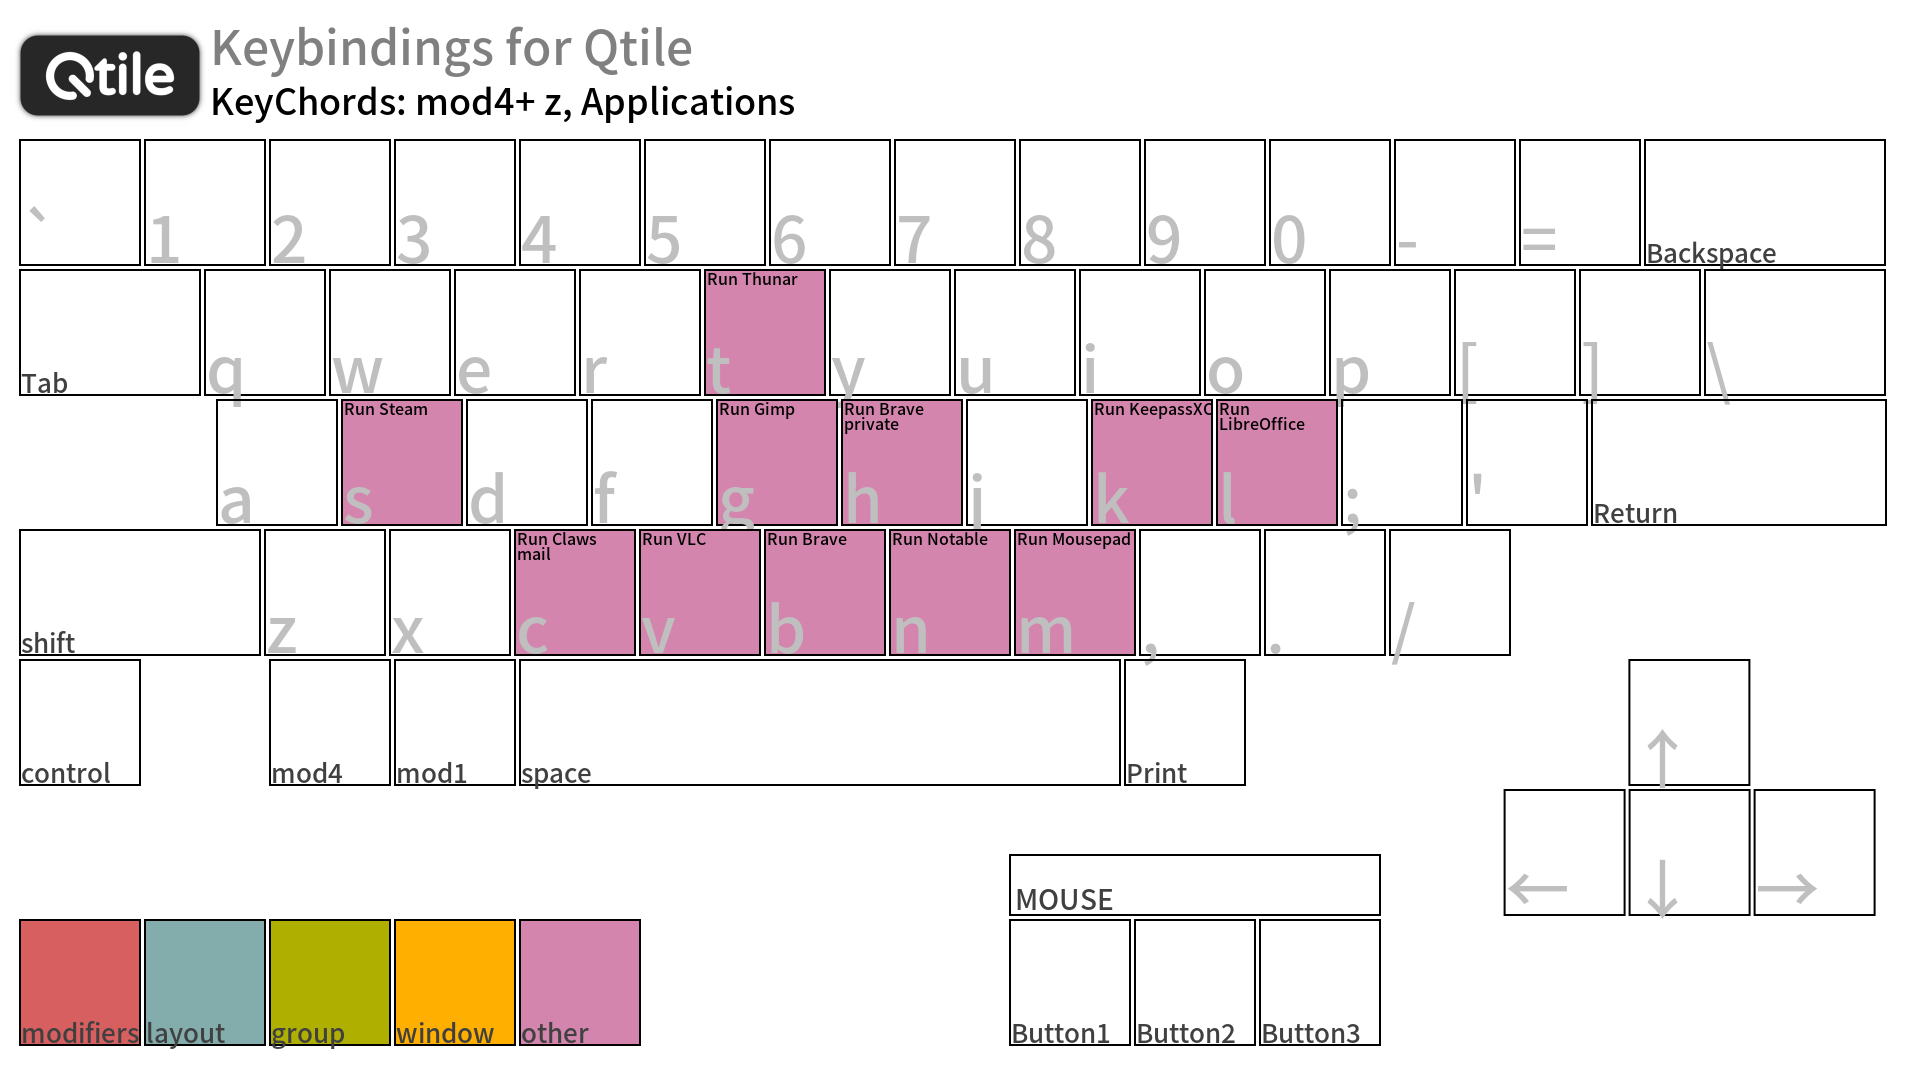 Qtile
Keybindings for Qtile
KeyChords: mod4+ z, Applications
` 1 2 3 4 5 6 7 8 9 0 - = Backspace
Run Thunar
Tab q w e r t y u i o p [ ] \
Run Steam Run Gimp Run Brave Run KeepassXC Run
private LibreOffice
a s d f g h j k l ; ' Return
Run Claws Run VLC Run Brave Run Notable Run Mousepad
mail
shift z x c v b n m , . /
control mod4 mod1 space Print ↑
← ↓ →
MOUSE
modifiers layout group window other Button1 Button2 Button3